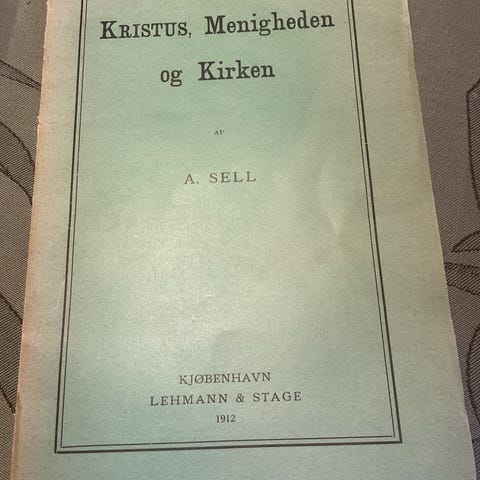 KRISTUS, Menigheden
og Kirken
AF
A. SELL
KJØBENHAVN
LEHMANN & STAGE
1912